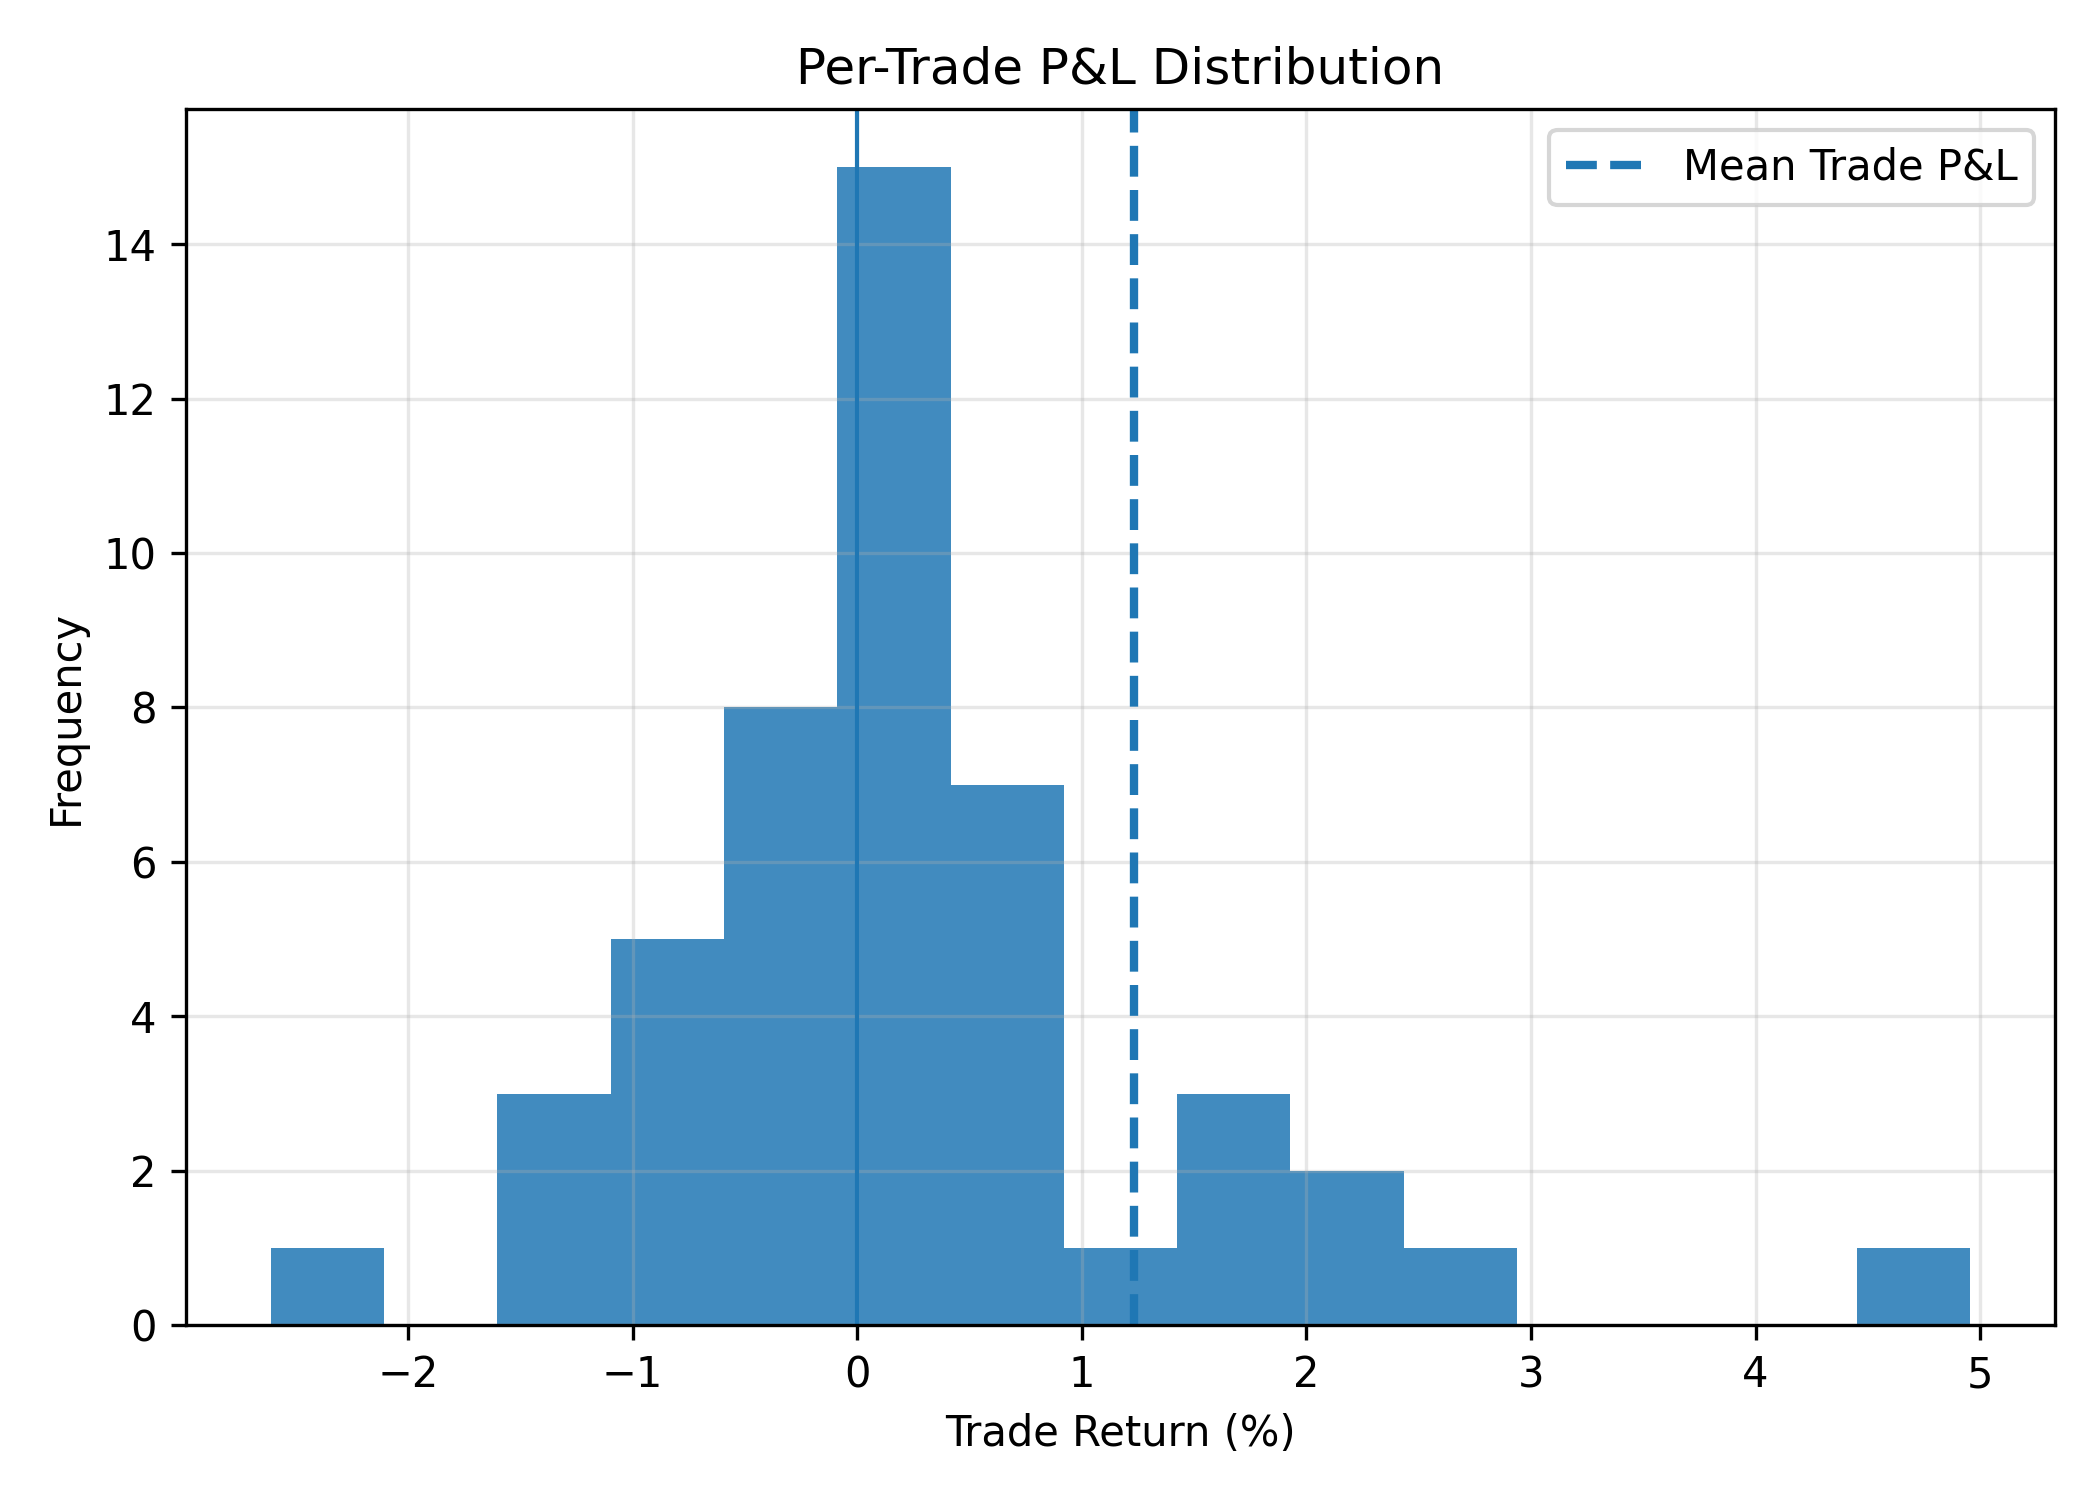 Per-Trade P&L Distribution
Mean Trade P&L
14
12
10
8
6
4
2
0
Frequency
−2 −1 0 1 2 3 4 5
Trade Return (%)